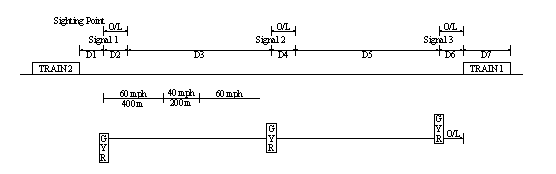 Sighting Point O/L O/L O/L
Signal 1 Signal 2 Signal 3
D1 D2 D3 D4 D5 D6 D7
TRAIN 2 TRAIN 1
60 mph 40 mph 60 mph
400m 200m
G
Y
R
G
Y
R
G
Y
R
O/L